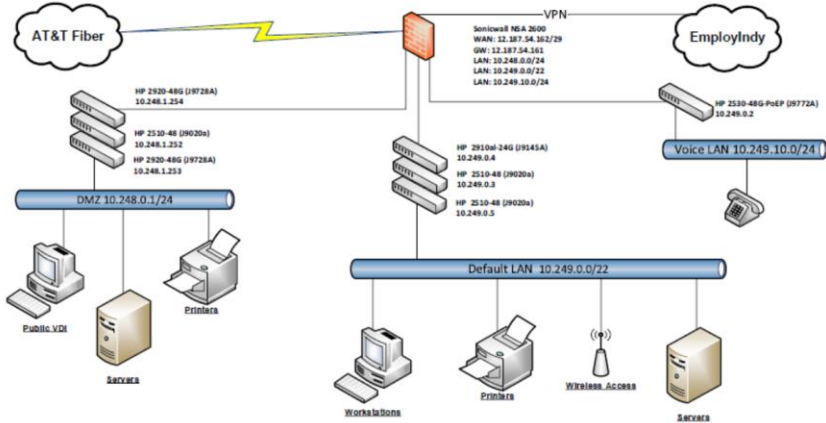 AT&T Fiber
VPN
EmployIndy
Sonicwall NSA 2600
WAN: 12.187.54.162/29
GW: 12.187.54.161
LAN: 10.248.0.0/24
LAN: 10.249.0.0/22
LAN: 10.249.10.0/24
HP 2920-48G (J9728A)
10.248.1.254
HP 2510-48 (J9020a)
10.248.1.252
HP 2920-48G (J9728A)
10.248.1.253
HP 2910al-24G (J9145A)
10.249.0.4
HP 2510-48 (J9020a)
10.249.0.3
HP 2510-48 (J9020a)
10.249.0.5
HP 2530-48G-PoEP (J9772A)
10.249.0.2
Voice LAN 10.249.10.0/24
DMZ 10.248.0.1/24
Public VDI
Servers
Printers
Default LAN 10.249.0.0/22
Workstations
Printers
Wireless Access
Servers